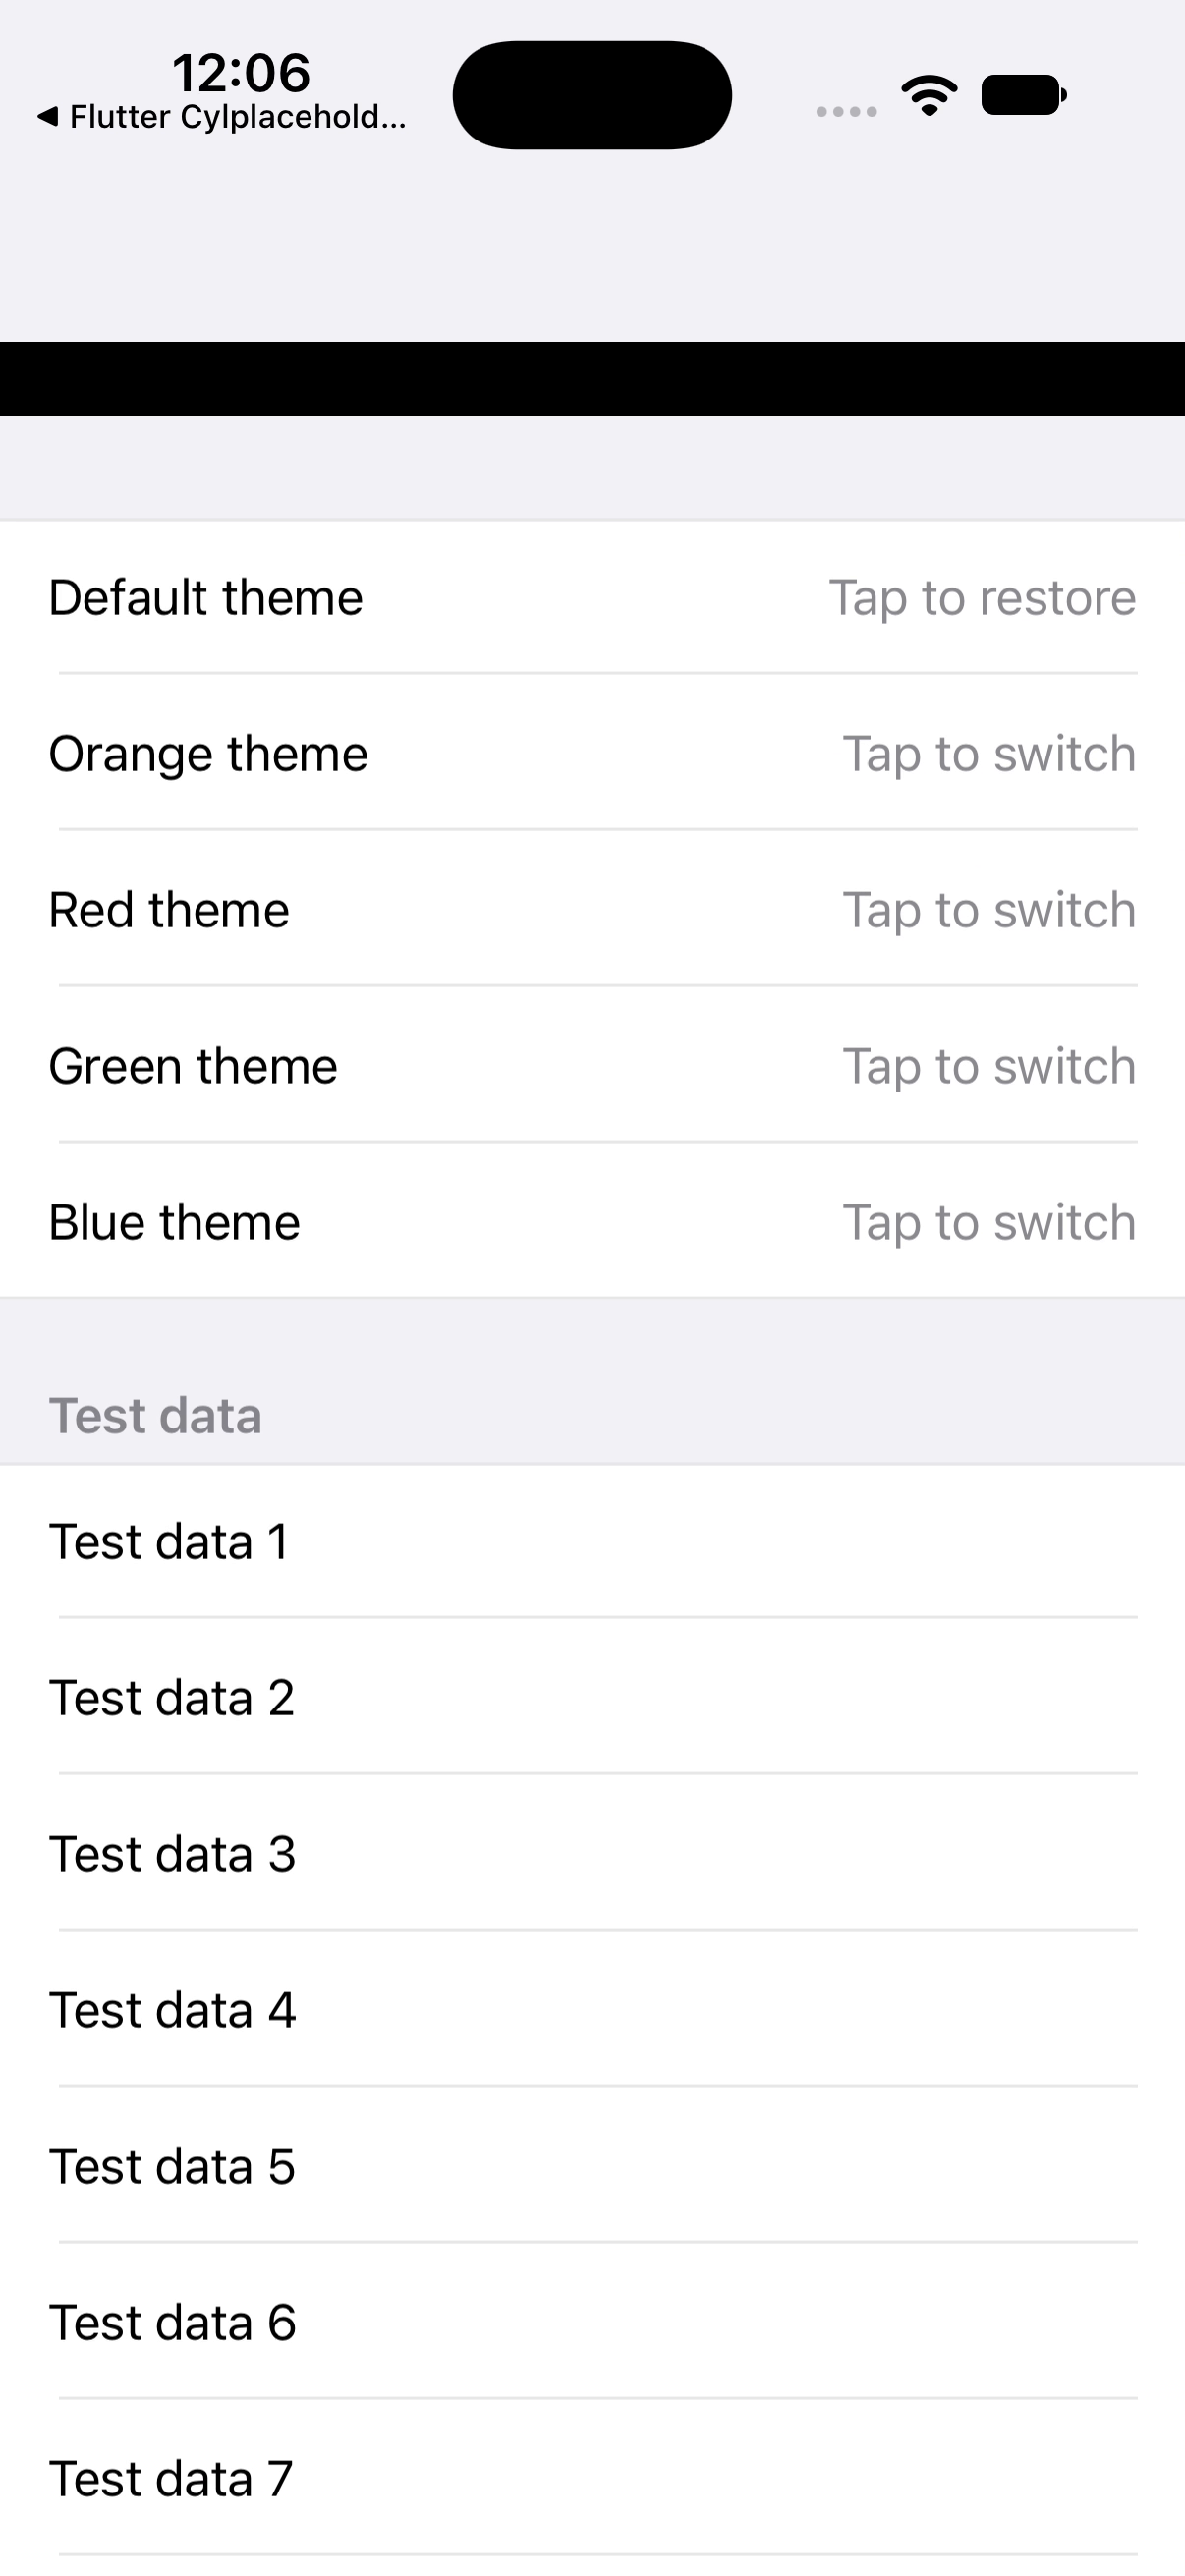 12:06
◀ Flutter Cylplacehold...
Default theme Tap to restore
Orange theme Tap to switch
Red theme Tap to switch
Green theme Tap to switch
Blue theme Tap to switch
Test data
Test data 1
Test data 2
Test data 3
Test data 4
Test data 5
Test data 6
Test data 7